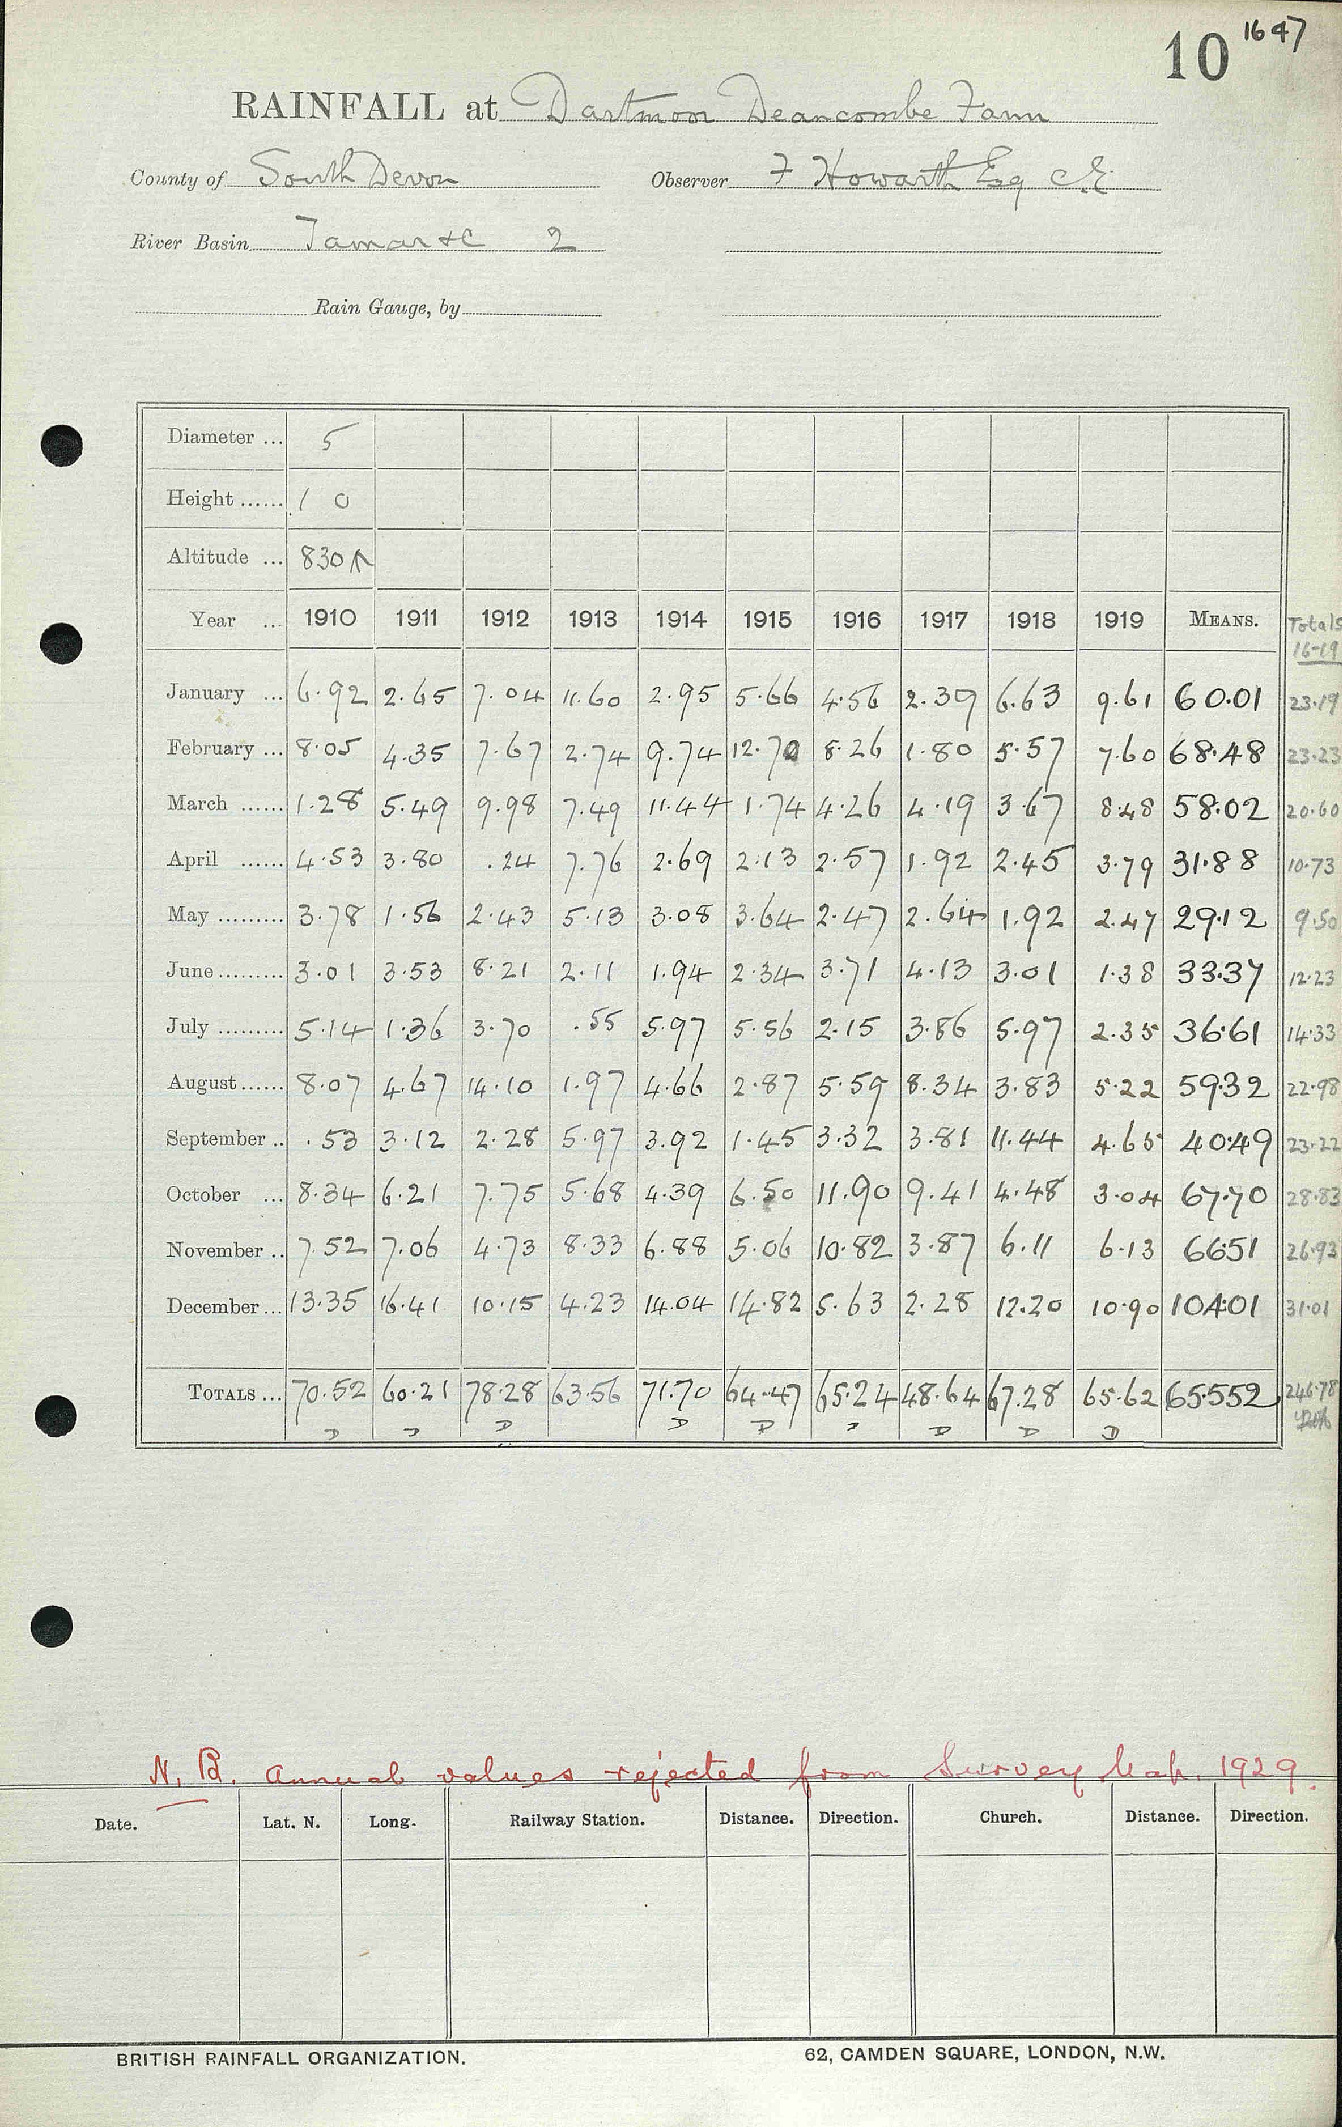 10 1647
RAINFALL at Dartmoor Deancombe Farm
County of South Devon Observer F Howarth Esq CE
River Basin Tamar &c 2
Rain Gauge, by
Diameter ... 5
Height ...... 1 0
Altitude ... 830
Year ... 1910 1911 1912 1913 1914 1915 1916 1917 1918 1919 MEANS. Totals 16-19
January ... 6.92 2.65 7.04 11.60 2.95 5.66 4.56 2.39 6.63 9.61 60.01 23.19
February ... 8.05 4.35 7.67 2.74 9.74 12.70 8.26 1.80 5.57 7.60 68.48 23.23
March ...... 1.28 5.49 9.98 7.49 11.44 1.74 4.26 4.19 3.67 8.48 58.02 20.60
April ...... 4.53 3.80 .24 7.76 2.69 2.13 2.57 1.92 2.45 3.79 31.88 10.73
May ......... 3.78 1.56 2.43 5.13 3.08 3.64 2.47 2.64 1.92 2.47 29.12 9.50
June ......... 3.01 3.53 8.21 2.11 1.94 2.34 3.71 4.13 3.01 1.38 33.37 12.23
July ......... 5.14 1.36 3.70 .55 5.97 5.56 2.15 3.86 5.97 2.35 36.61 14.33
August ...... 8.07 4.67 14.10 1.97 4.66 2.87 5.59 8.34 3.83 5.22 59.32 22.98
September .. .53 3.12 2.28 5.97 3.92 1.45 3.32 3.81 11.44 4.65 40.49 23.22
October ... 8.34 6.21 7.75 5.68 4.39 6.50 11.90 9.41 4.48 3.04 67.70 28.83
November .. 7.52 7.06 4.73 8.33 6.88 5.06 10.82 3.87 6.11 6.13 66.51 26.93
December ... 13.35 16.41 10.15 4.23 14.04 14.82 5.63 2.28 12.20 10.90 104.01 31.01
TOTALS ... 70.52 60.21 78.28 63.56 71.70 64.47 65.24 48.64 67.28 65.62 655.52 246.78
D D D D D D D D D
N.B. Annual values rejected from Survey Map. 1929.
Date. Lat. N. Long. Railway Station. Distance. Direction. Church. Distance. Direction.
BRITISH RAINFALL ORGANIZATION. 62, CAMDEN SQUARE, LONDON, N.W.